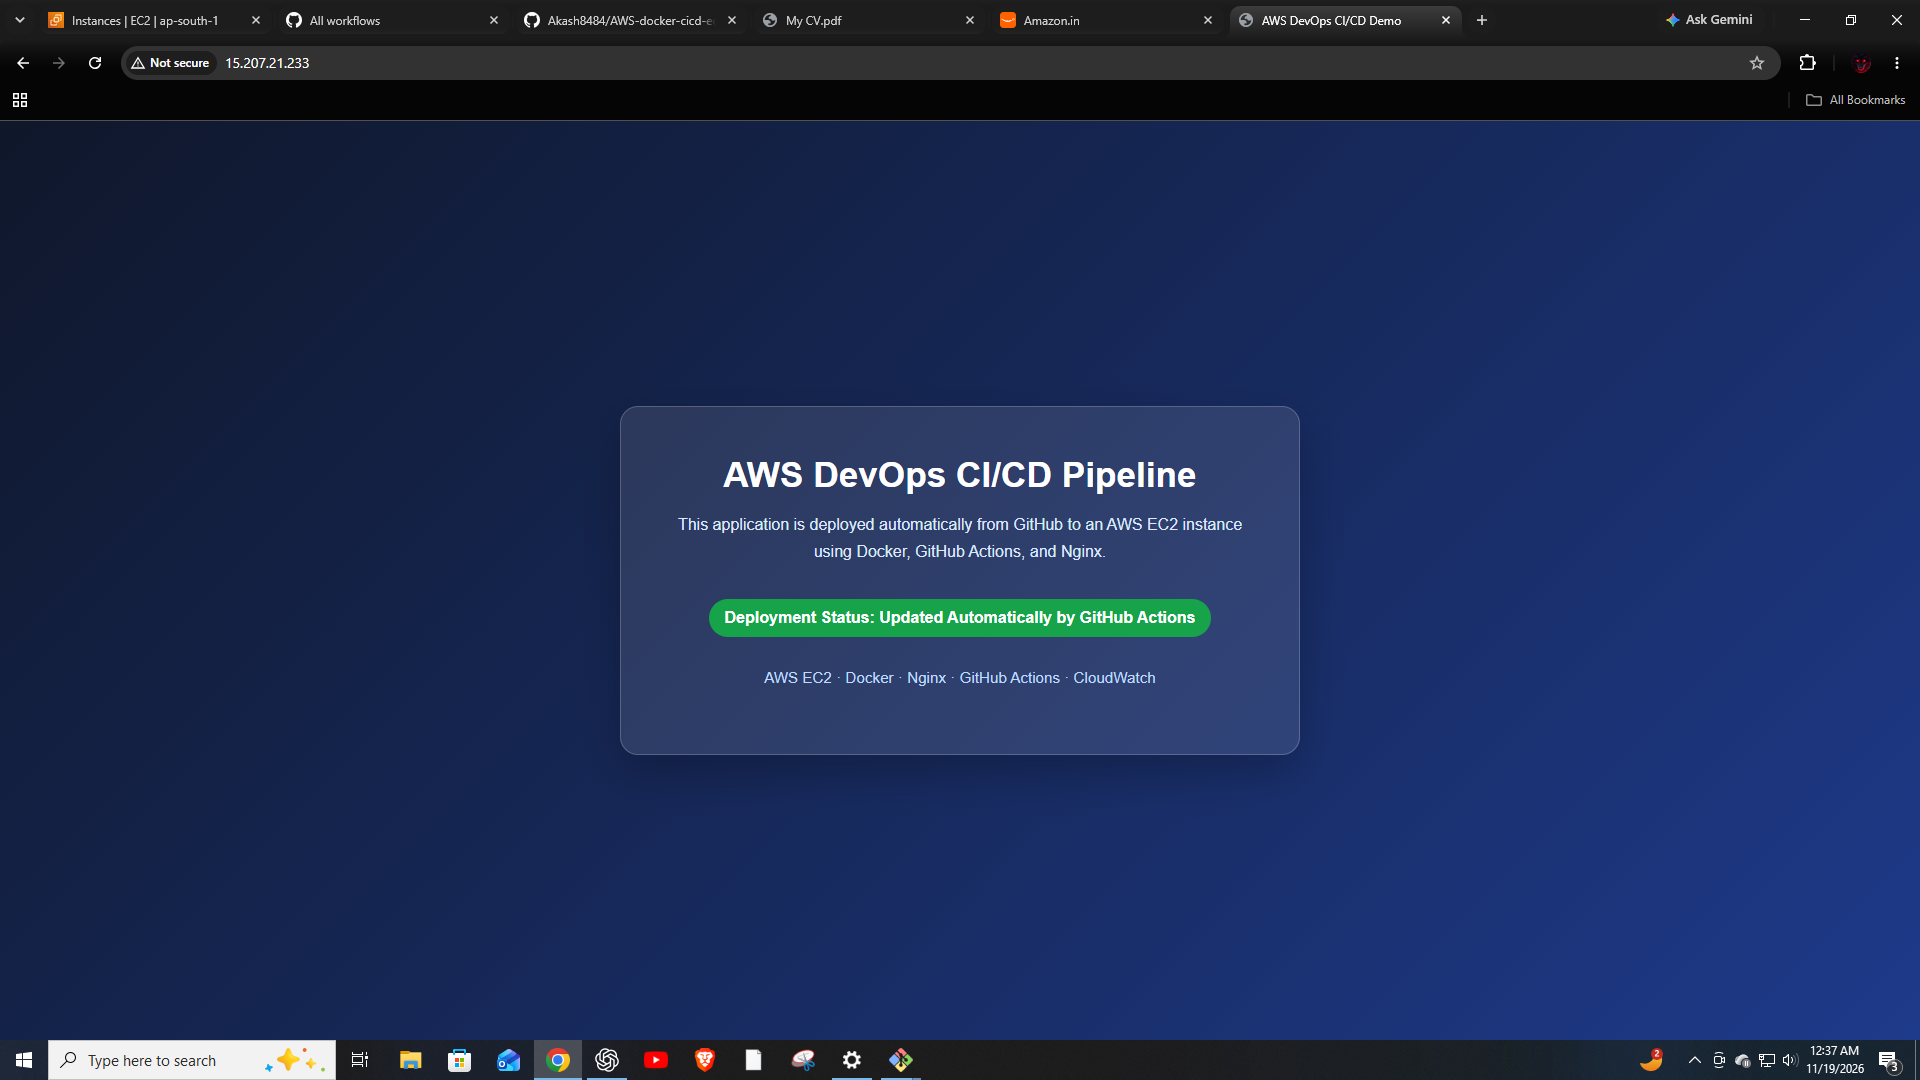 Instances | EC2 | ap-south-1
All workflows
Akash8484/AWS-docker-cicd-e
My CV.pdf
Amazon.in
AWS DevOps CI/CD Demo
Ask Gemini
Not secure
15.207.21.233
All Bookmarks
AWS DevOps CI/CD Pipeline
This application is deployed automatically from GitHub to an AWS EC2 instance
using Docker, GitHub Actions, and Nginx.
Deployment Status: Updated Automatically by GitHub Actions
AWS EC2 · Docker · Nginx · GitHub Actions · CloudWatch
Type here to search
2
12:37 AM
11/19/2026
3